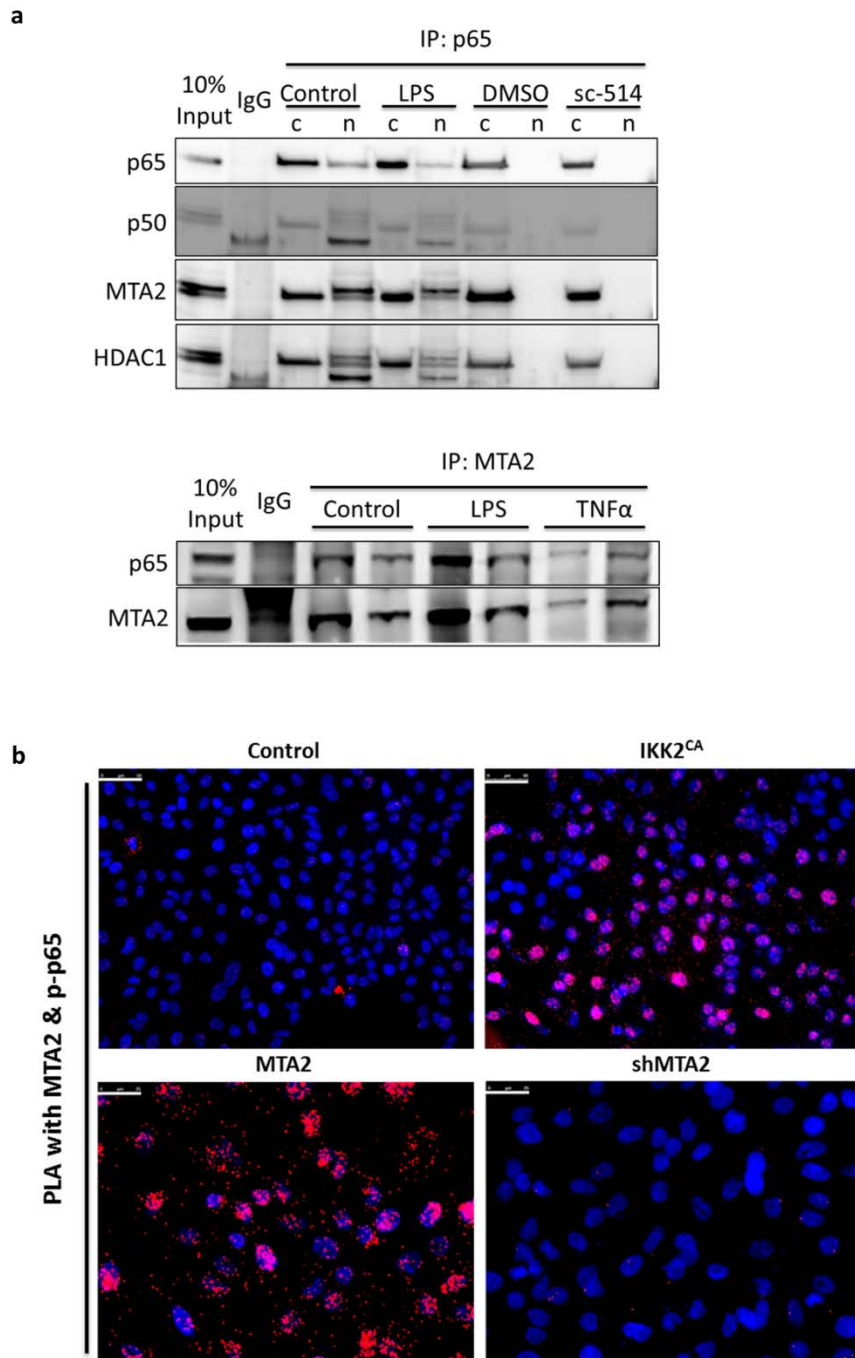 a
IP: p65
10% Input
IgG
Control
LPS
DMSO
sc-514
c n c n c n c n
p65
p50
MTA2
HDAC1
IP: MTA2
10% Input
IgG
Control
LPS
TNFα
p65
MTA2
b
Control
IKK2CA
PLA with MTA2 & p-p65
MTA2
shMTA2